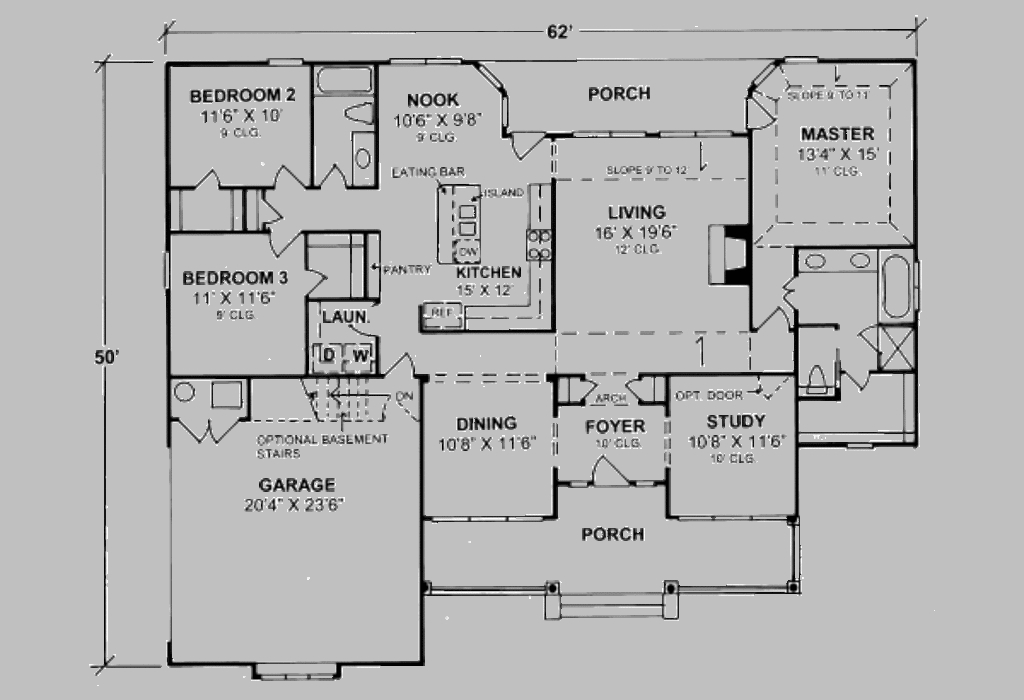 62'
50'
BEDROOM 2
11'6" X 10'
9' CLG.
NOOK
10'6" X 9'8"
9' CLG.
PORCH
SLOPE 9' TO 11'
MASTER
13'4" X 15'
11' CLG.
EATING BAR
ISLAND
DW
SLOPE 9' TO 12'
LIVING
16' X 19'6"
12' CLG.
BEDROOM 3
11' X 11'6"
9' CLG.
PANTRY
KITCHEN
15' X 12'
REF.
LAUN.
D W
DN
OPTIONAL BASEMENT
STAIRS
GARAGE
20'4" X 23'6"
DINING
10'8" X 11'6"
ARCH
FOYER
10' CLG.
OPT. DOOR
STUDY
10'8" X 11'6"
10' CLG.
PORCH